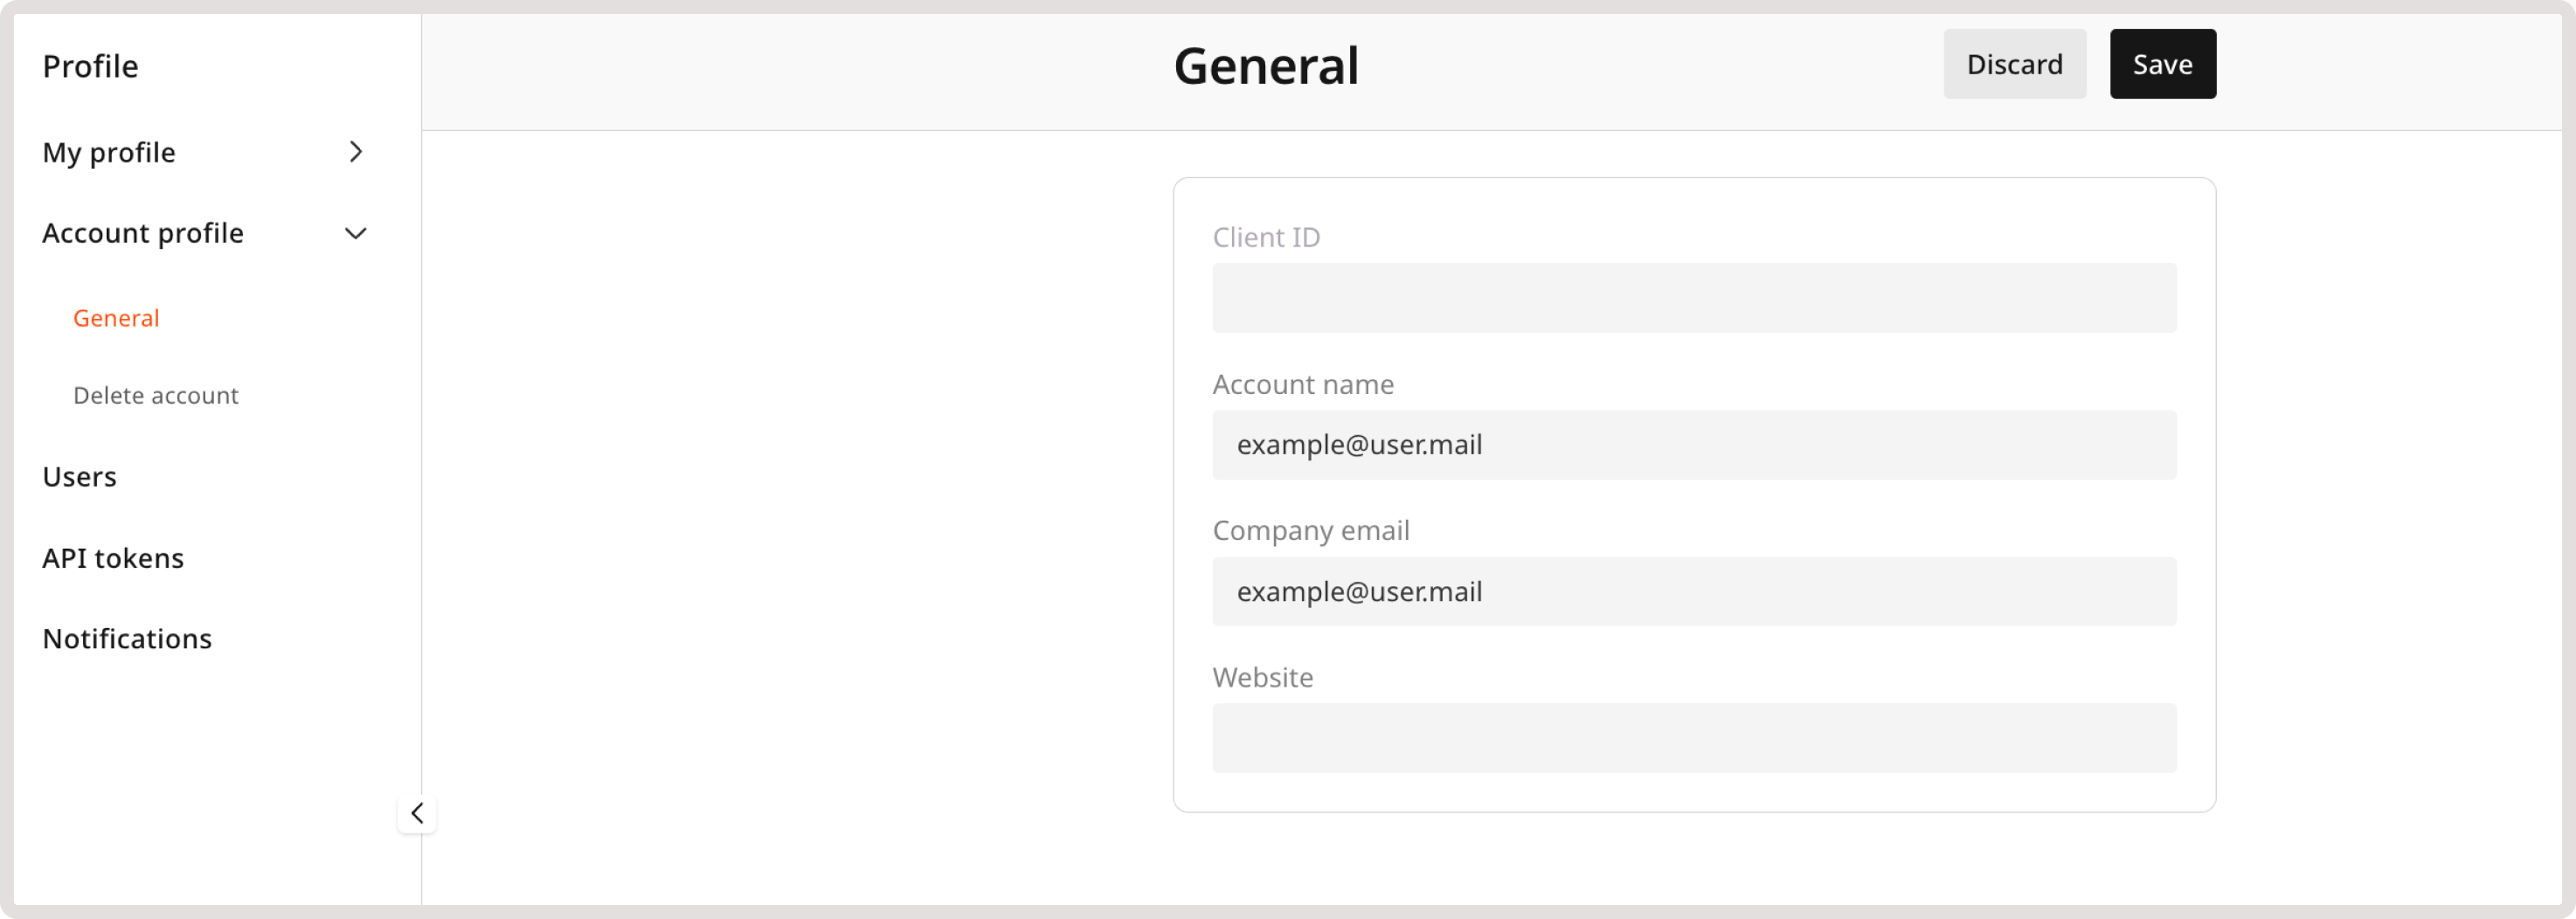 Profile
My profile
Account profile
General
Delete account
Users
API tokens
Notifications
General
Discard
Save
Client ID
Account name
example@user.mail
Company email
example@user.mail
Website